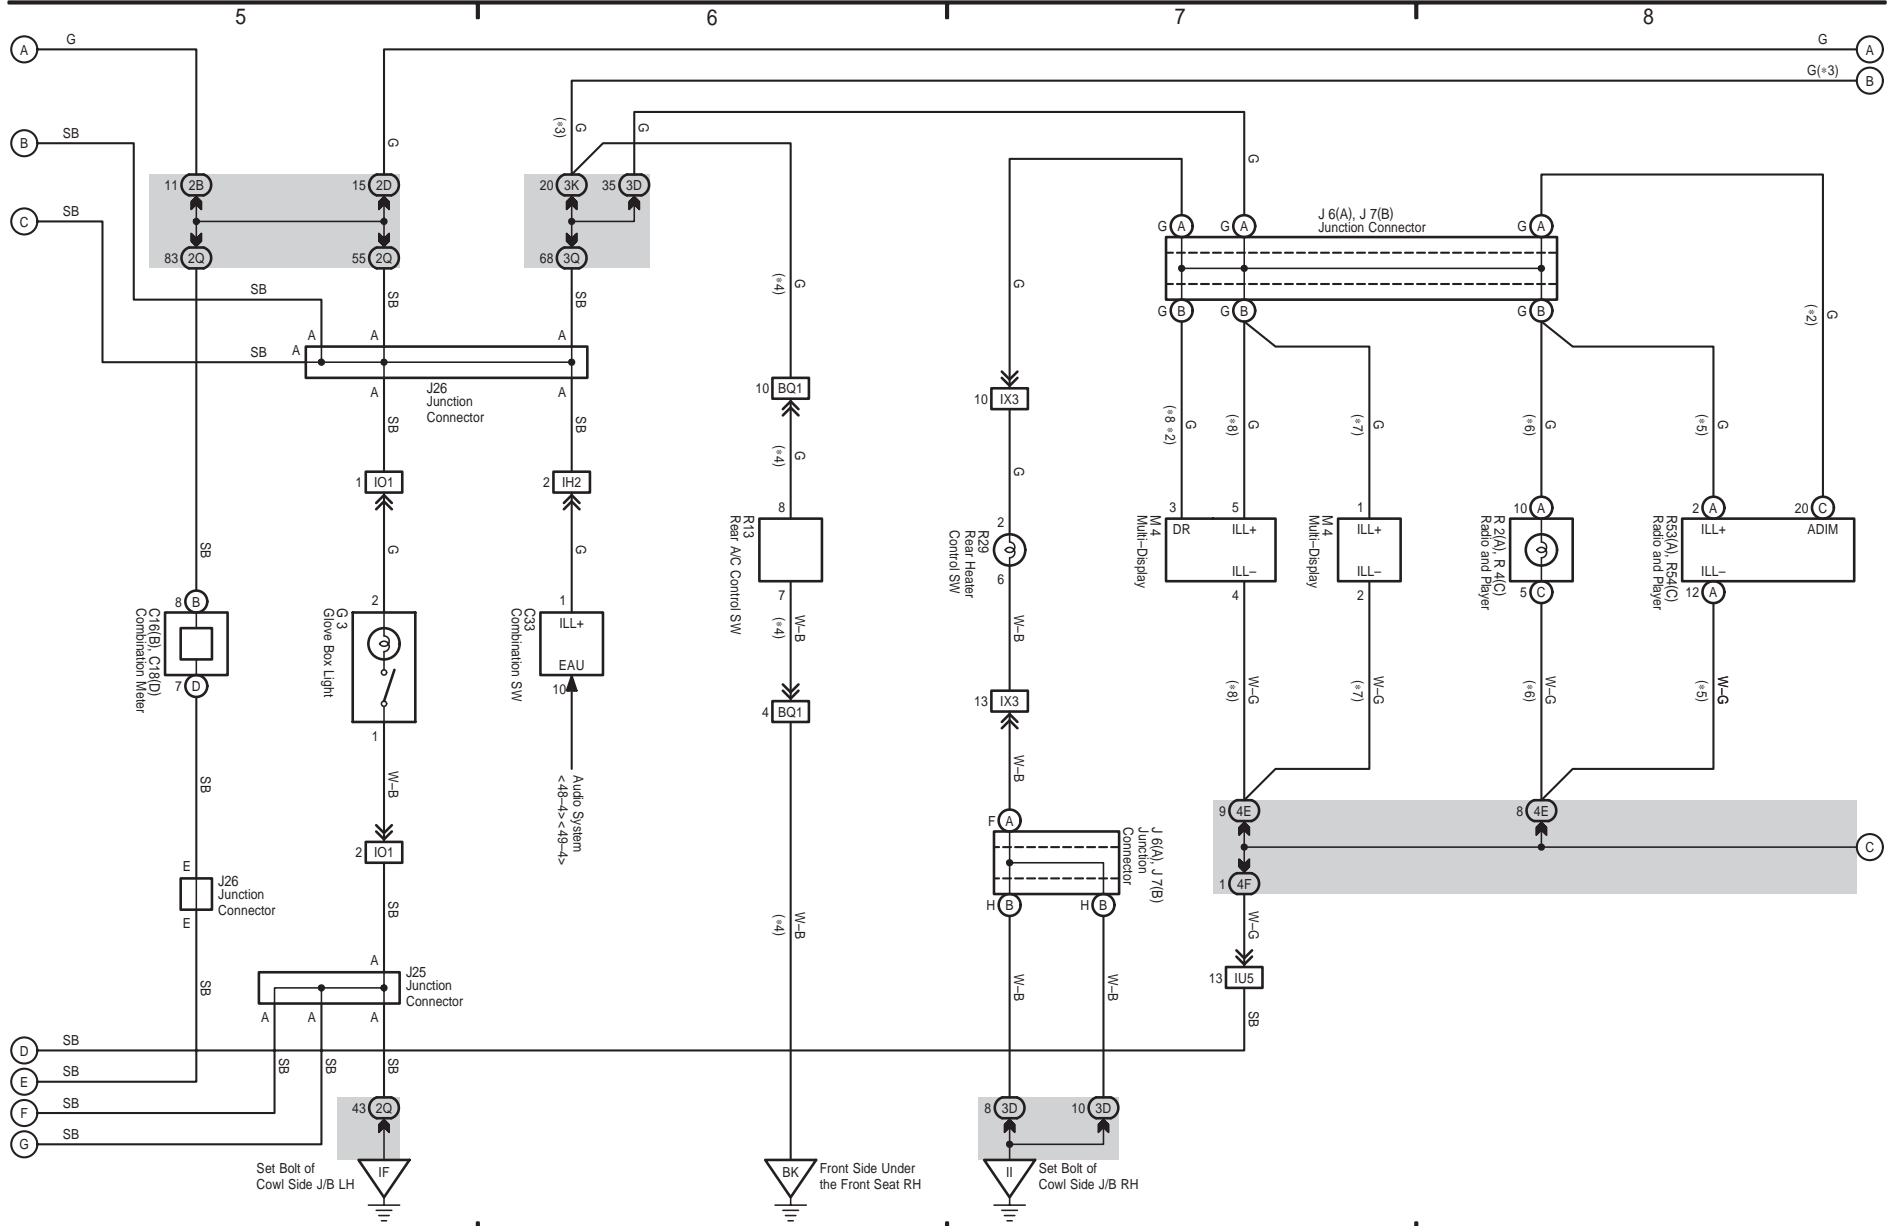 5 6 7 8
A G G A
G(*3) B
B SB
C SB
G
(*3) G
G
G
11 2B
15 2D
20 3K
35 3D
83 2Q
55 2Q
68 3Q
SB
SB
SB
SB
A
A
A
A
A
A
J26
Junction
Connector
SB
SB
G
(*4)
10 BQ1
G
(*4)
G A
G A
G A
J 6(A), J 7(B)
Junction Connector
G B
G B
G B
G
(*2)
G
10 IX3
G
G
(*8 *2)
G
(*8)
G
(*7)
G
(*6)
G
(*5)
1 IO1
2 IH2
SB
G
G
8
R13
Rear A/C Control SW
7
2
R29
Rear Heater
Control SW
6
3
5
DR
ILL+
ILL–
4
M 4
Multi–Display
1
ILL+
ILL–
2
M 4
Multi–Display
10 A
5 C
R 2(A), R 4(C)
Radio and Player
2 A
20 C
ILL+
ADIM
ILL–
12 A
R53(A), R54(C)
Radio and Player
8 B
7 D
C16(B), C18(D)
Combination Meter
2
G 3
Glove Box Light
1
1
ILL+
EAU
10
C33
Combination SW
W–B
(*4)
W–B
4 BQ1
13 IX3
W–G
(*8)
W–G
(*7)
W–G
(*6)
W–G
(*5)
SB
W–B
Audio System
<48–4> <49–4>
W–B
2 IO1
F A
J 6(A), J 7(B)
Junction
Connector
H B
H B
9 4E
8 4E
C
1 4F
E
J26
Junction
Connector
E
SB
W–B
(*4)
W–G
13 IU5
SB
SB
A
J25
Junction
Connector
A
A
A
W–B
W–B
D SB
E SB
F SB
G SB
SB
SB
SB
43 2Q
8 3D
10 3D
Set Bolt of
Cowl Side J/B LH
IF
BK
Front Side Under
the Front Seat RH
II
Set Bolt of
Cowl Side J/B RH